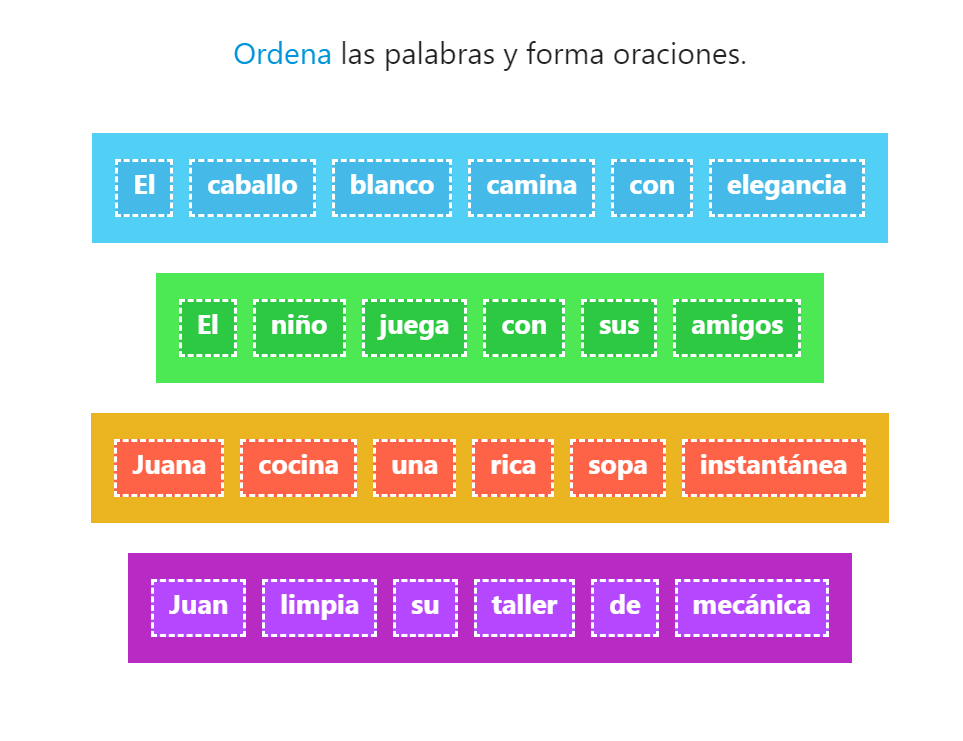 Ordena las palabras y forma oraciones.
El caballo blanco camina con elegancia
El niño juega con sus amigos
Juana cocina una rica sopa instantánea
Juan limpia su taller de mecánica